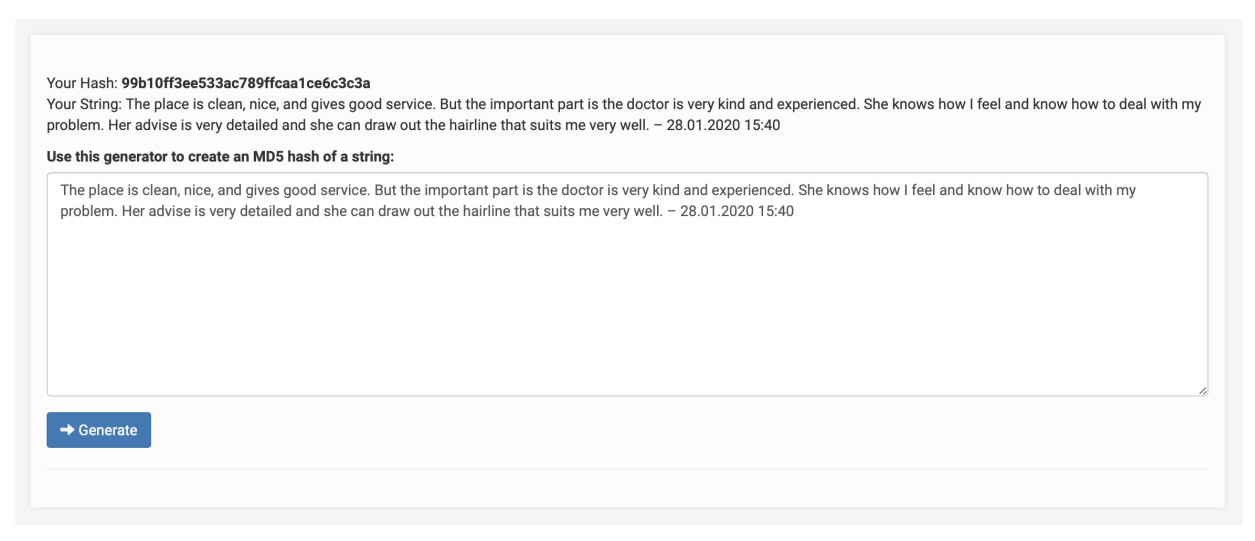 Your Hash: 99b10ff3ee533ac789ffcaa1ce6c3c3a
Your String: The place is clean, nice, and gives good service. But the important part is the doctor is very kind and experienced. She knows how I feel and know how to deal with my
problem. Her advise is very detailed and she can draw out the hairline that suits me very well. – 28.01.2020 15:40
Use this generator to create an MD5 hash of a string:
The place is clean, nice, and gives good service. But the important part is the doctor is very kind and experienced. She knows how I feel and know how to deal with my
problem. Her advise is very detailed and she can draw out the hairline that suits me very well. – 28.01.2020 15:40
Generate